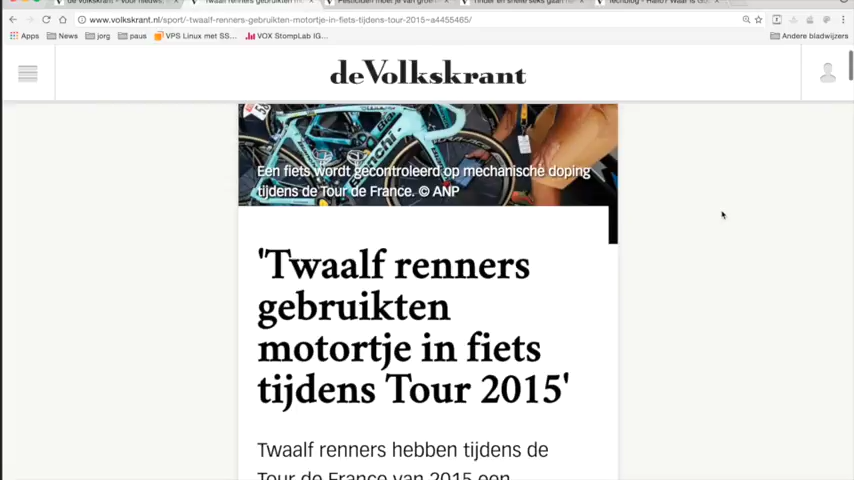 www.volkskrant.nl/sport/-twaalf-renners-gebruikten-motortje-in-fiets-tijdens-tour-2015~a4455465/
Apps News jorg paus VPS Linux met SS... VOX StompLab IG... Andere bladwijzers
de Volkskrant
Een fiets wordt gecontroleerd op mechanische doping
tijdens de Tour de France. © ANP
'Twaalf renners
gebruikten
motortje in fiets
tijdens Tour 2015'
Twaalf renners hebben tijdens de
Tour de France van 2015 een